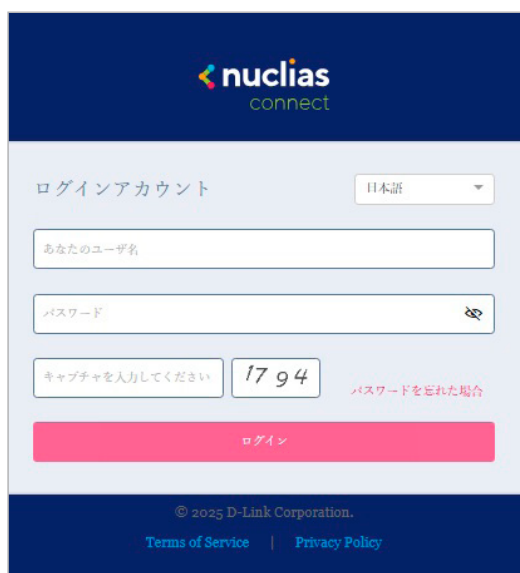 nuclias
connect
ログインアカウント
日本語
あなたのユーザ名
パスワード
キャプチャを入力してください
1794
パスワードを忘れた場合
ログイン
© 2025 D-Link Corporation.
Terms of Service | Privacy Policy